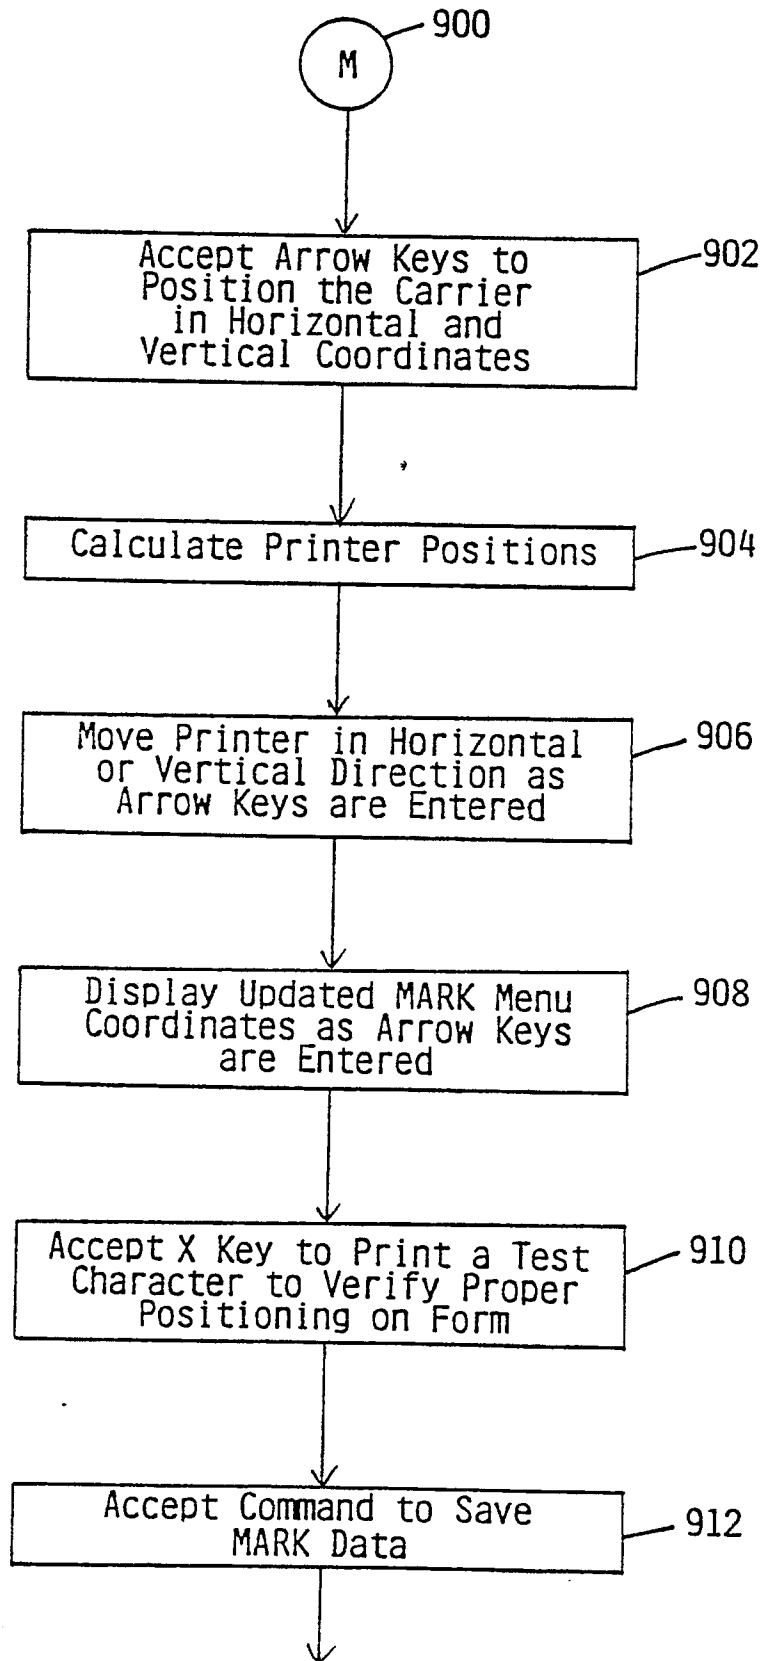 900
M
Accept Arrow Keys to
Position the Carrier
in Horizontal and
Vertical Coordinates
902
Calculate Printer Positions
904
Move Printer in Horizontal
or Vertical Direction as
Arrow Keys are Entered
906
Display Updated MARK Menu
Coordinates as Arrow Keys
are Entered
908
Accept X Key to Print a Test
Character to Verify Proper
Positioning on Form
910
Accept Command to Save
MARK Data
912